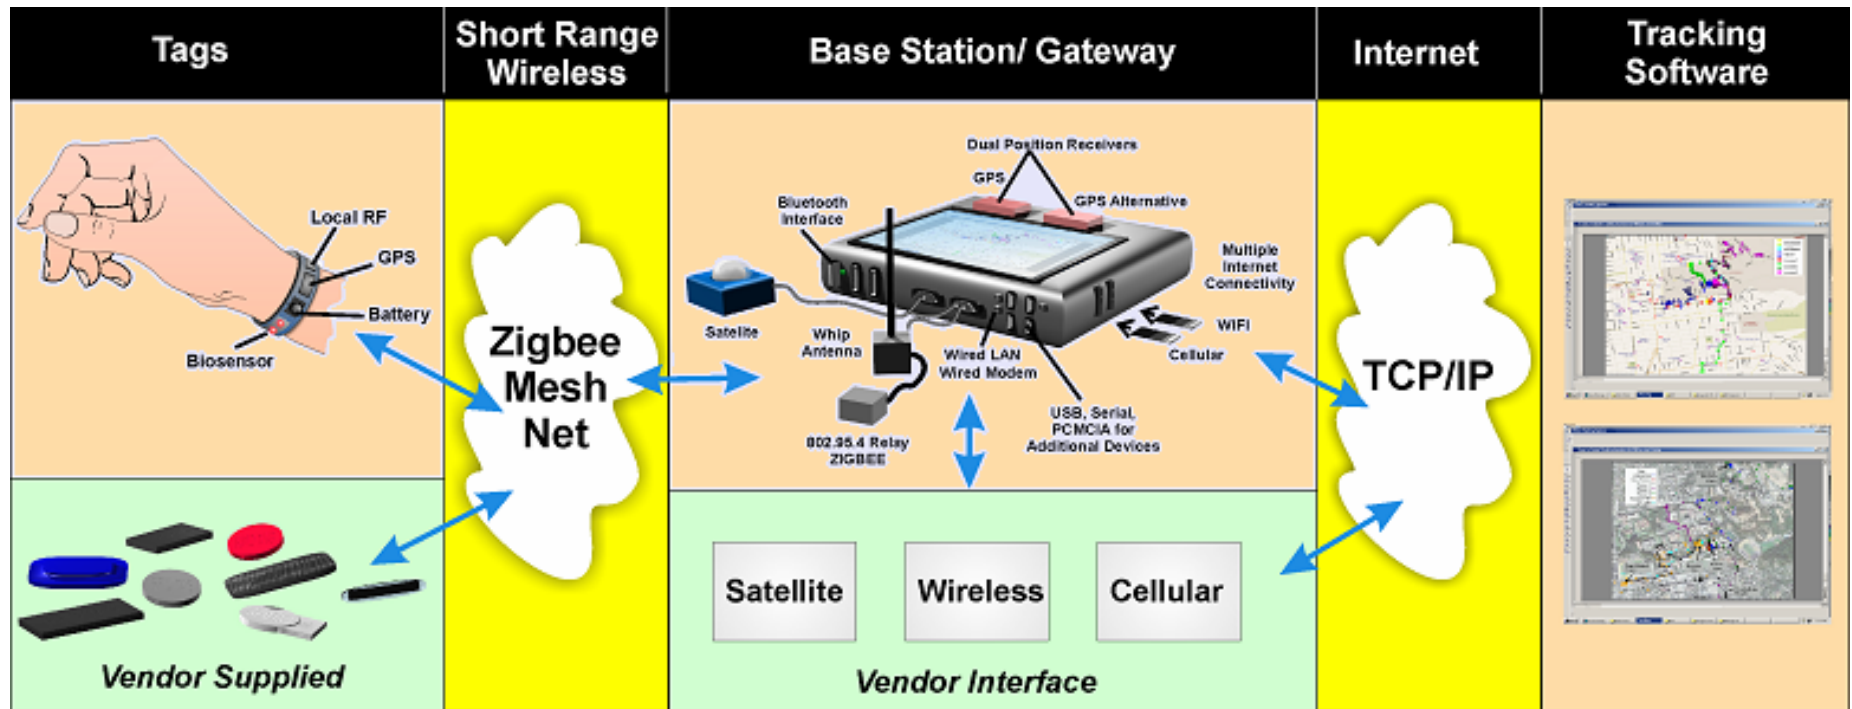 Tags
Short Range
Wireless
Base Station/ Gateway
Internet
Tracking
Software
Local RF
GPS
Battery
Biosensor
Vendor Supplied
Zigbee
Mesh
Net
Dual Position Receivers
GPS
GPS Alternative
Bluetooth
Interface
Multiple
Internet
Connectivity
Satelite
Whip
Antenna
WIFI
Cellular
Wired LAN
Wired Modem
802.95.4 Relay
ZIGBEE
USB, Serial,
PCMCIA for
Additional Devices
Satellite
Wireless
Cellular
Vendor Interface
TCP/IP